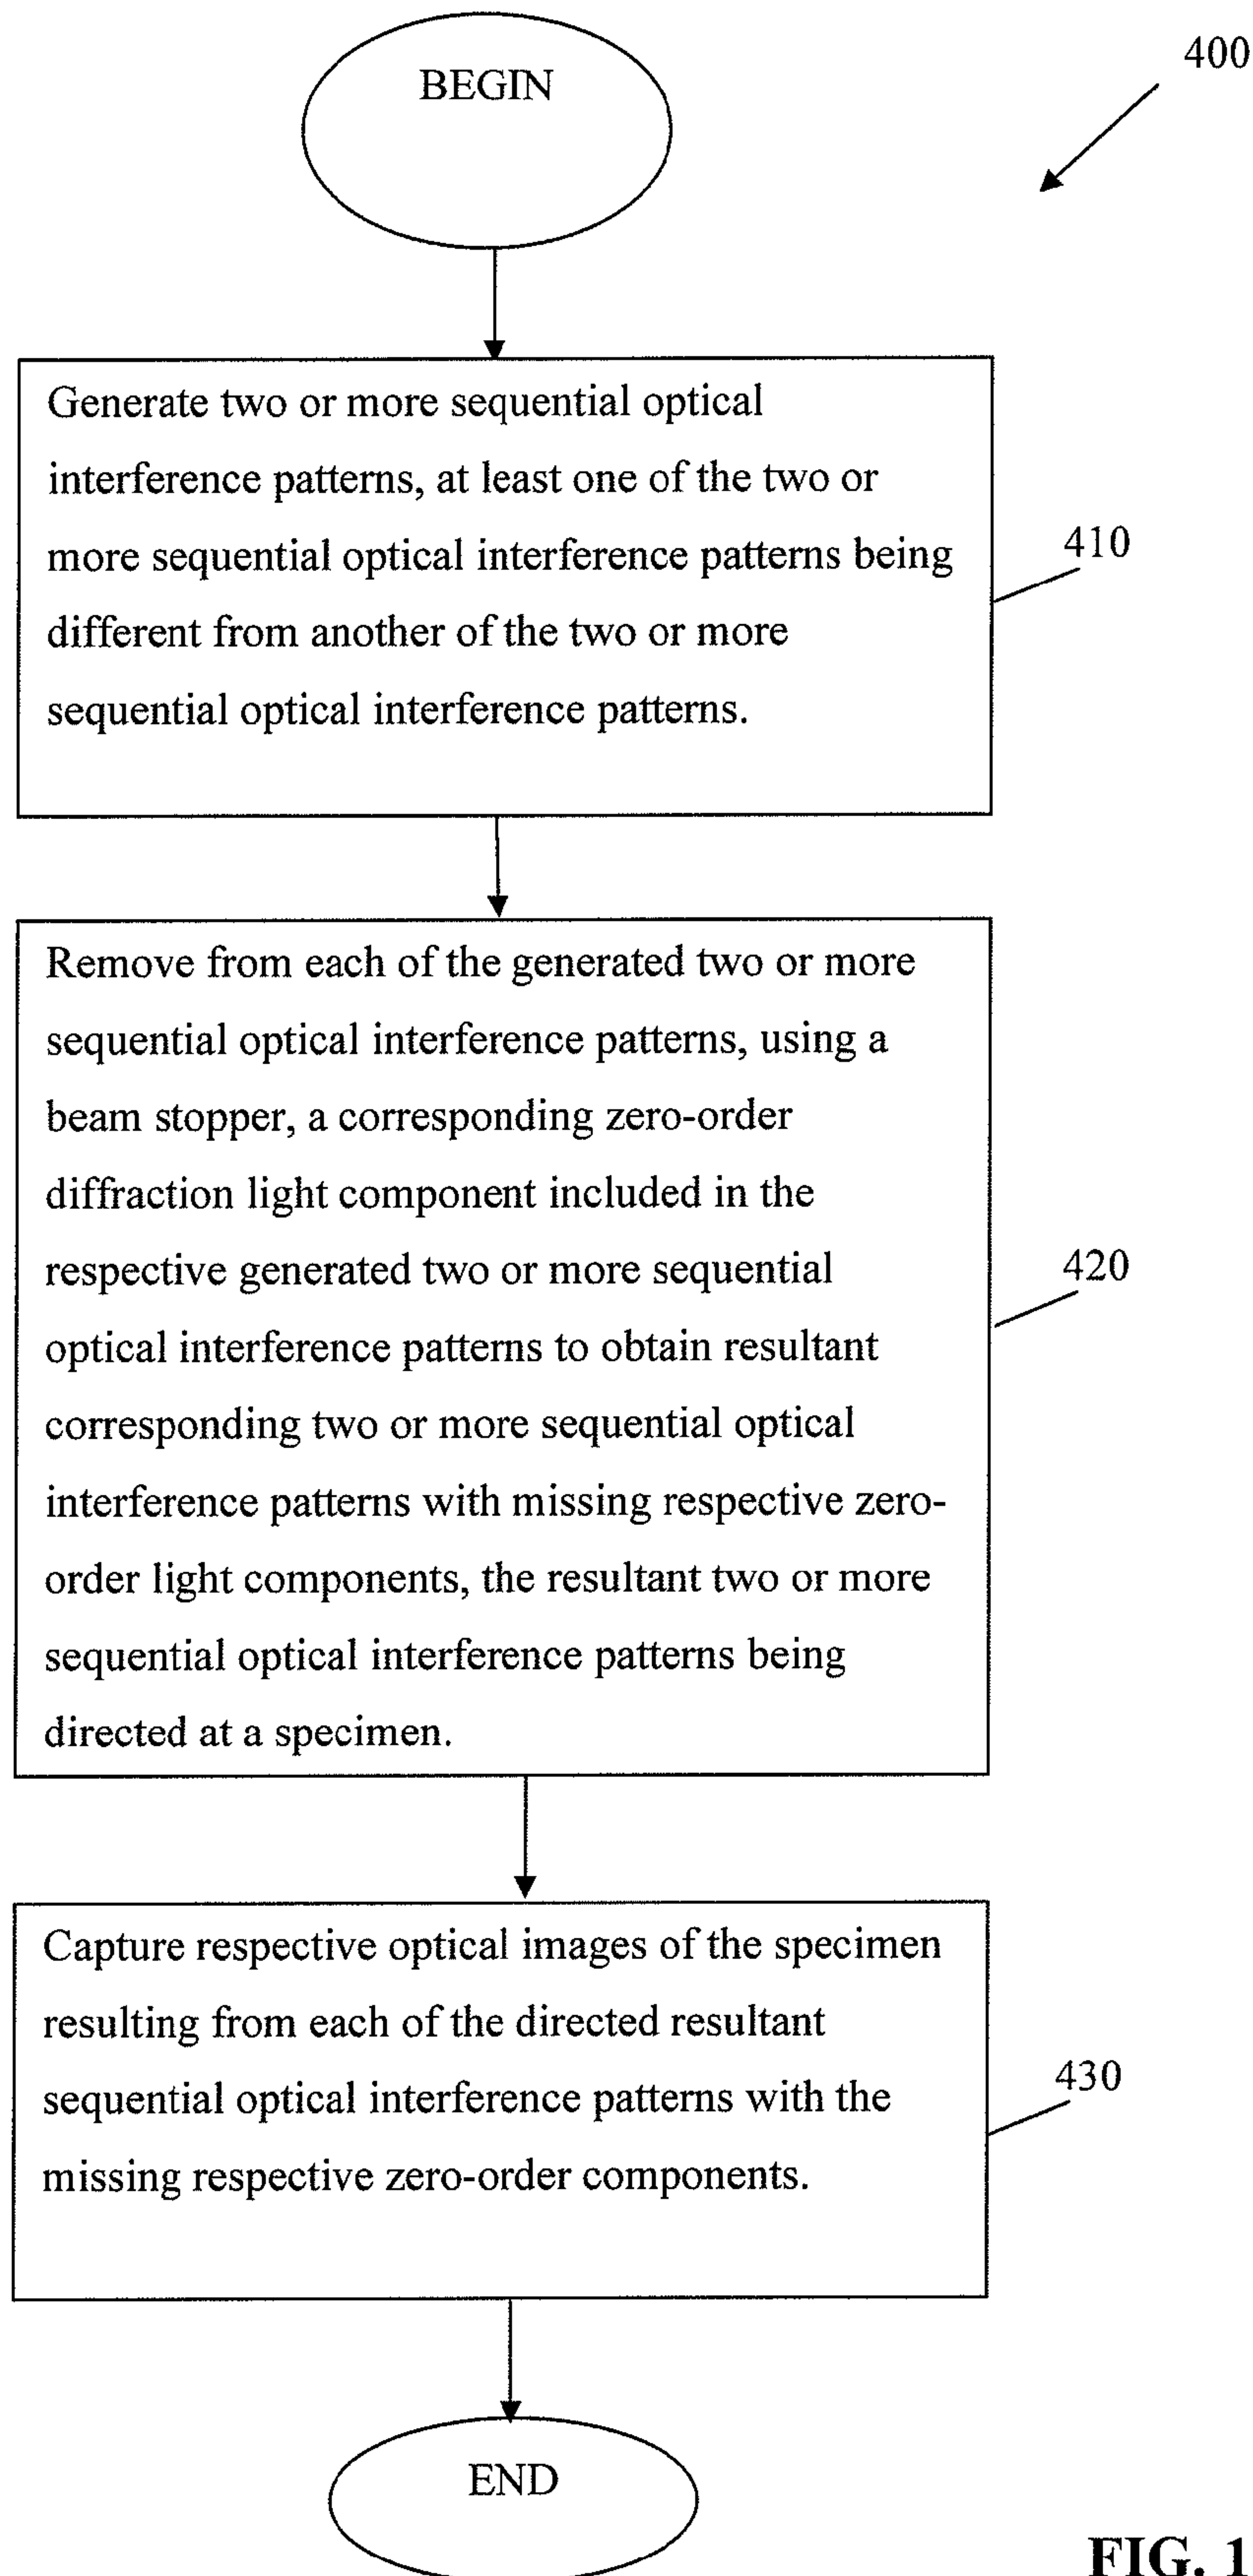 BEGIN
400
Generate two or more sequential optical
interference patterns, at least one of the two or
more sequential optical interference patterns being
different from another of the two or more
sequential optical interference patterns.
410
Remove from each of the generated two or more
sequential optical interference patterns, using a
beam stopper, a corresponding zero-order
diffraction light component included in the
respective generated two or more sequential
optical interference patterns to obtain resultant
corresponding two or more sequential optical
interference patterns with missing respective zero-
order light components, the resultant two or more
sequential optical interference patterns being
directed at a specimen.
420
Capture respective optical images of the specimen
resulting from each of the directed resultant
sequential optical interference patterns with the
missing respective zero-order components.
430
END
FIG. 1